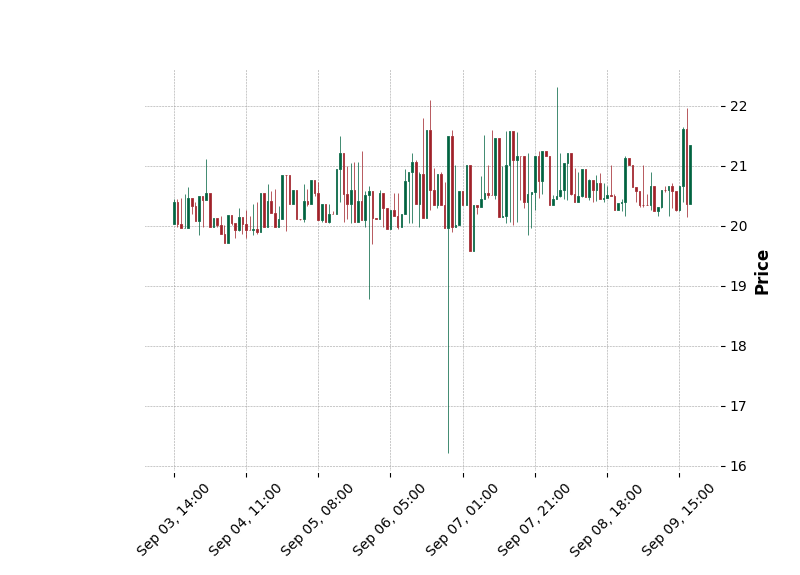 22
21
20
19
18
17
16
Price
Sep 03, 14:00
Sep 04, 11:00
Sep 05, 08:00
Sep 06, 05:00
Sep 07, 01:00
Sep 07, 21:00
Sep 08, 18:00
Sep 09, 15:00